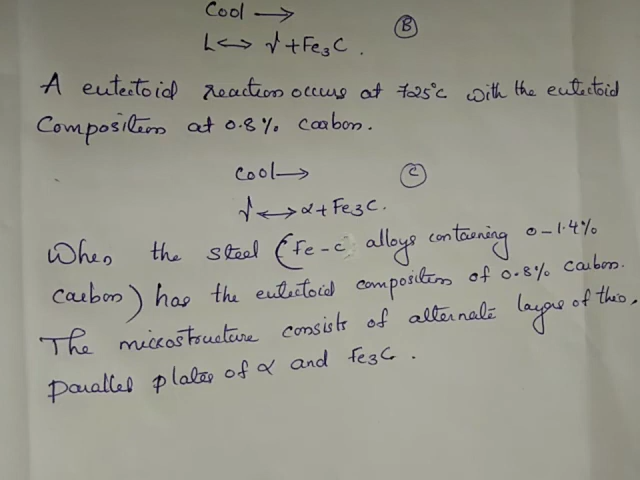 Cool →
(B)
L ↔ γ + Fe3C.
A eutectoid reaction occurs at 725°C with the eutectoid
Composition at 0.8% carbon.
Cool →
(C)
γ ↔ α + Fe3C.
When the steel (Fe-C alloys containing 0-1.4%
carbon) has the eutectoid composition of 0.8% carbon.
The microstructure consists of alternate layers of thin,
parallel plates of α and Fe3C.